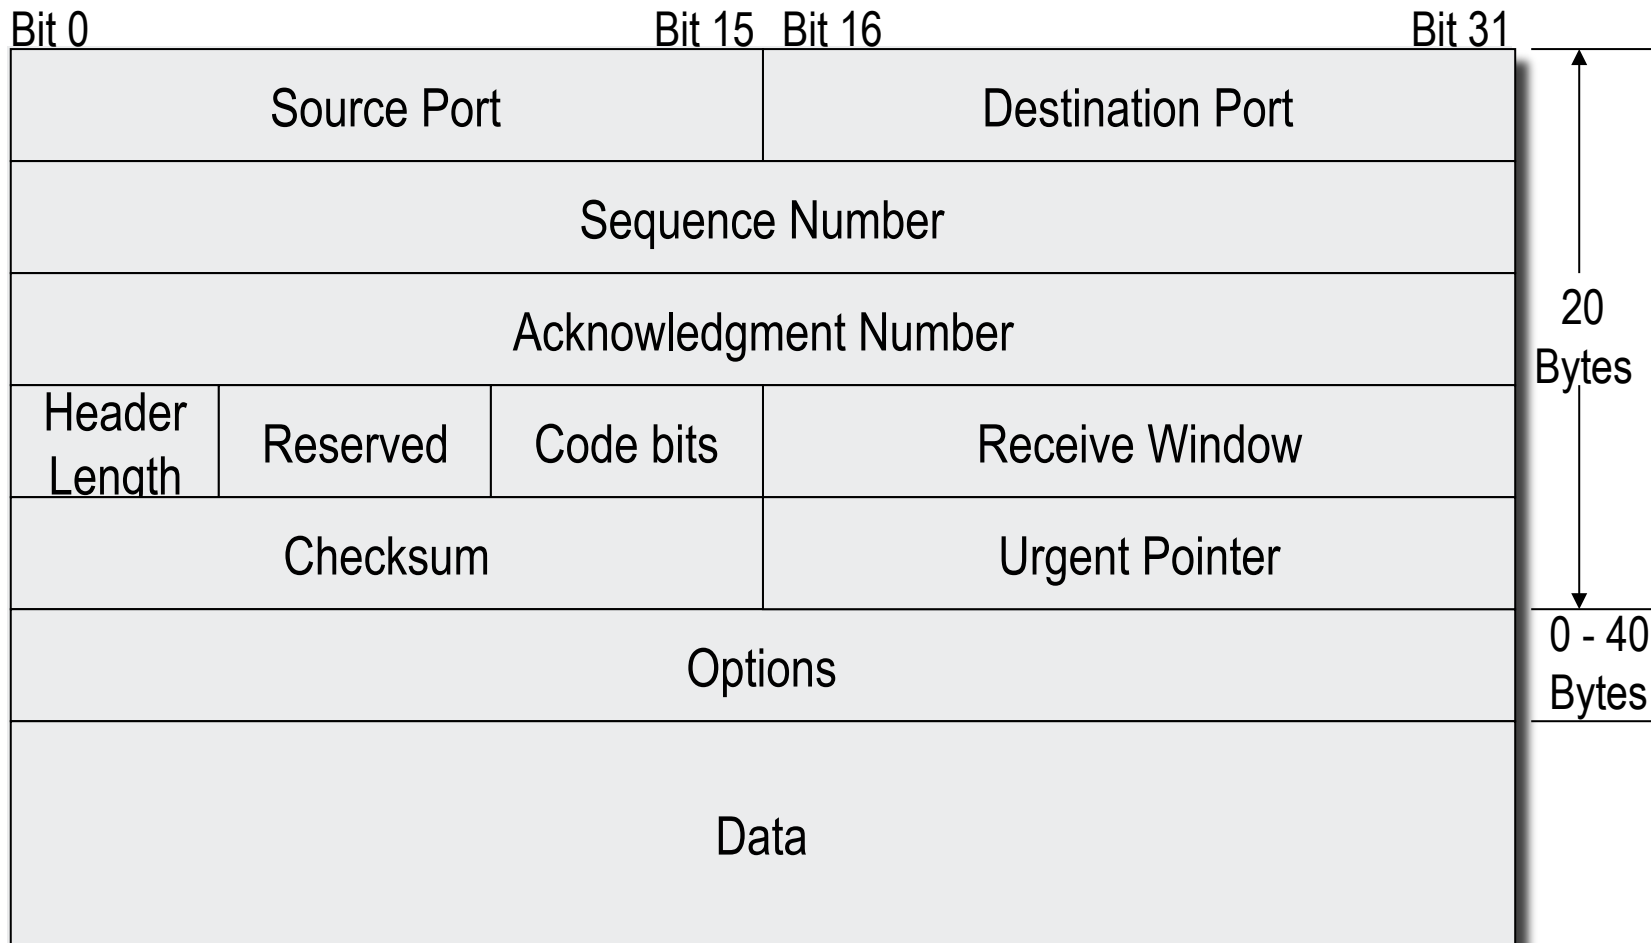 Bit 0 Bit 15 Bit 16 Bit 31
Source Port Destination Port
Sequence Number
Acknowledgment Number
20
Bytes
Header
Length
Reserved Code bits Receive Window
Checksum Urgent Pointer
Options
0 - 40
Bytes
Data